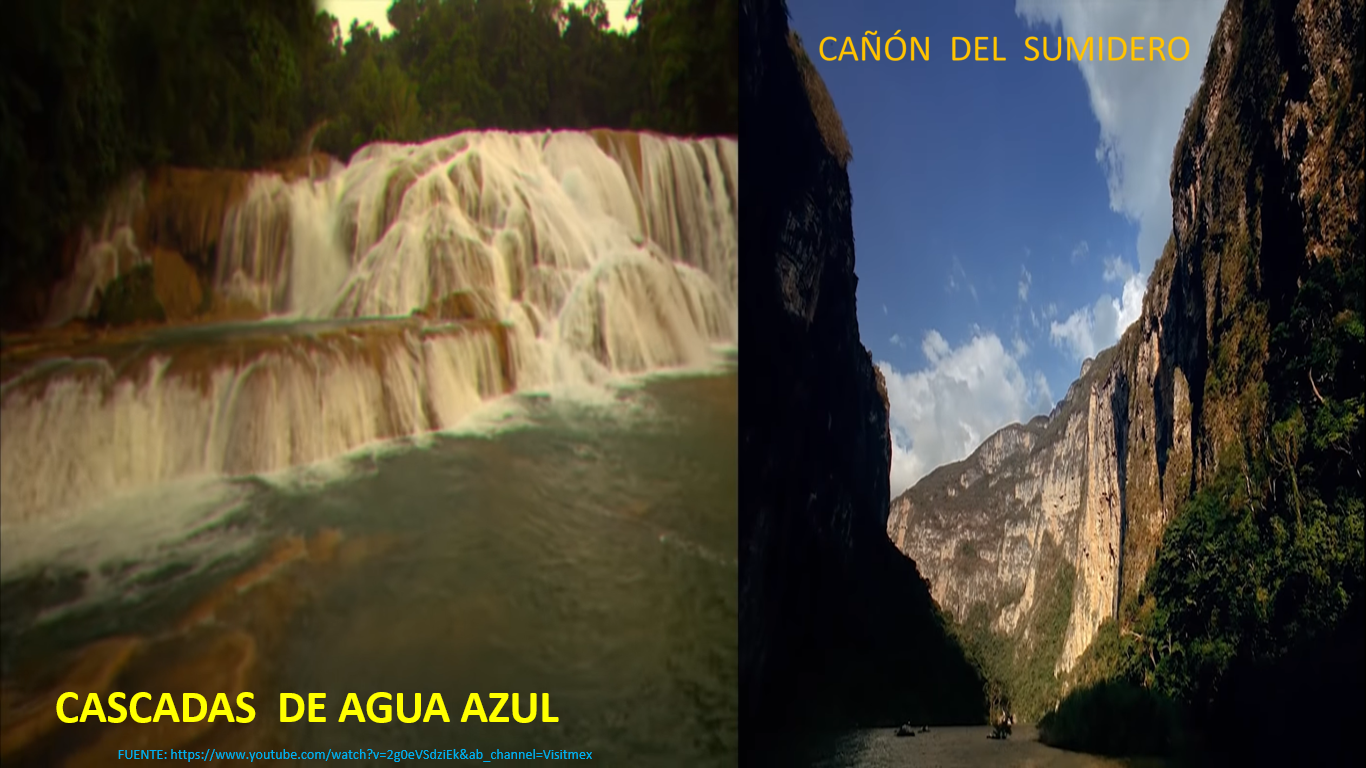 CAÑÓN DEL SUMIDERO
CASCADAS DE AGUA AZUL
FUENTE: https://www.youtube.com/watch?v=2g0eVSdziEk&ab_channel=Visitmex